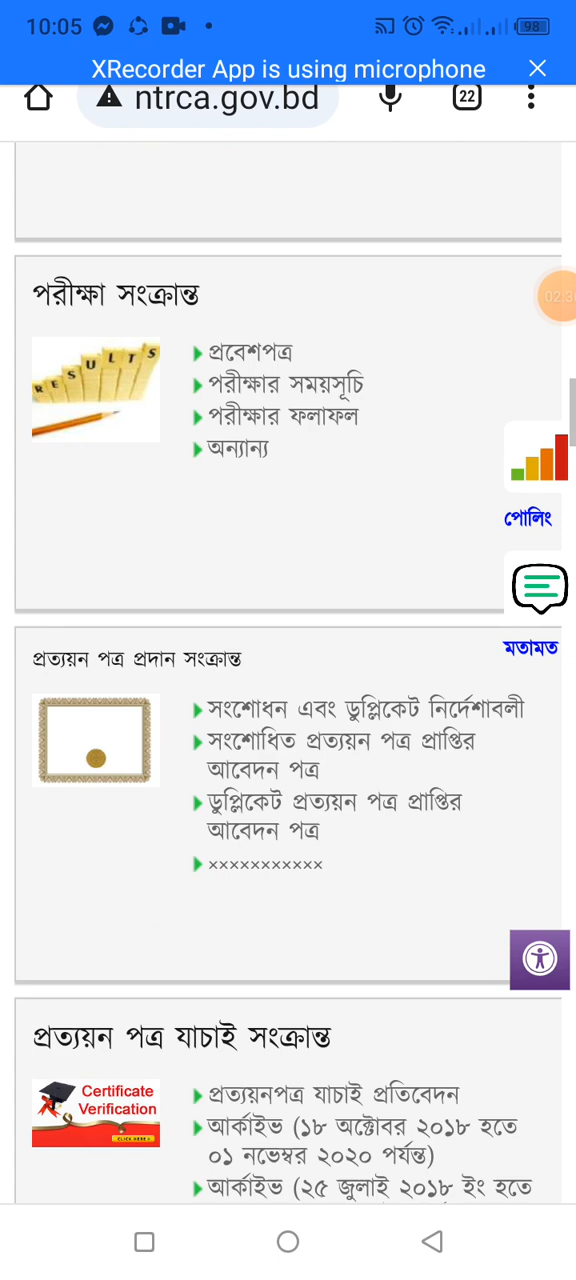 10:05
98
XRecorder App is using microphone
ntrca.gov.bd
22
পরীক্ষা সংক্রান্ত
RESULTS
প্রবেশপত্র
পরীক্ষার সময়সূচি
পরীক্ষার ফলাফল
অন্যান্য
পোলিং
মতামত
প্রত্যয়ন পত্র প্রদান সংক্রান্ত
সংশোধন এবং ডুপ্লিকেট নির্দেশাবলী
সংশোধিত প্রত্যয়ন পত্র প্রাপ্তির
আবেদন পত্র
ডুপ্লিকেট প্রত্যয়ন পত্র প্রাপ্তির
আবেদন পত্র
×××××××××××
প্রত্যয়ন পত্র যাচাই সংক্রান্ত
Certificate
Verification
CLICK HERE
প্রত্যয়নপত্র যাচাই প্রতিবেদন
আর্কাইভ (১৮ অক্টোবর ২০১৮ হতে
০১ নভেম্বর ২০২০ পর্যন্ত)
আর্কাইভ (২৫ জুলাই ২০১৮ ইং হতে